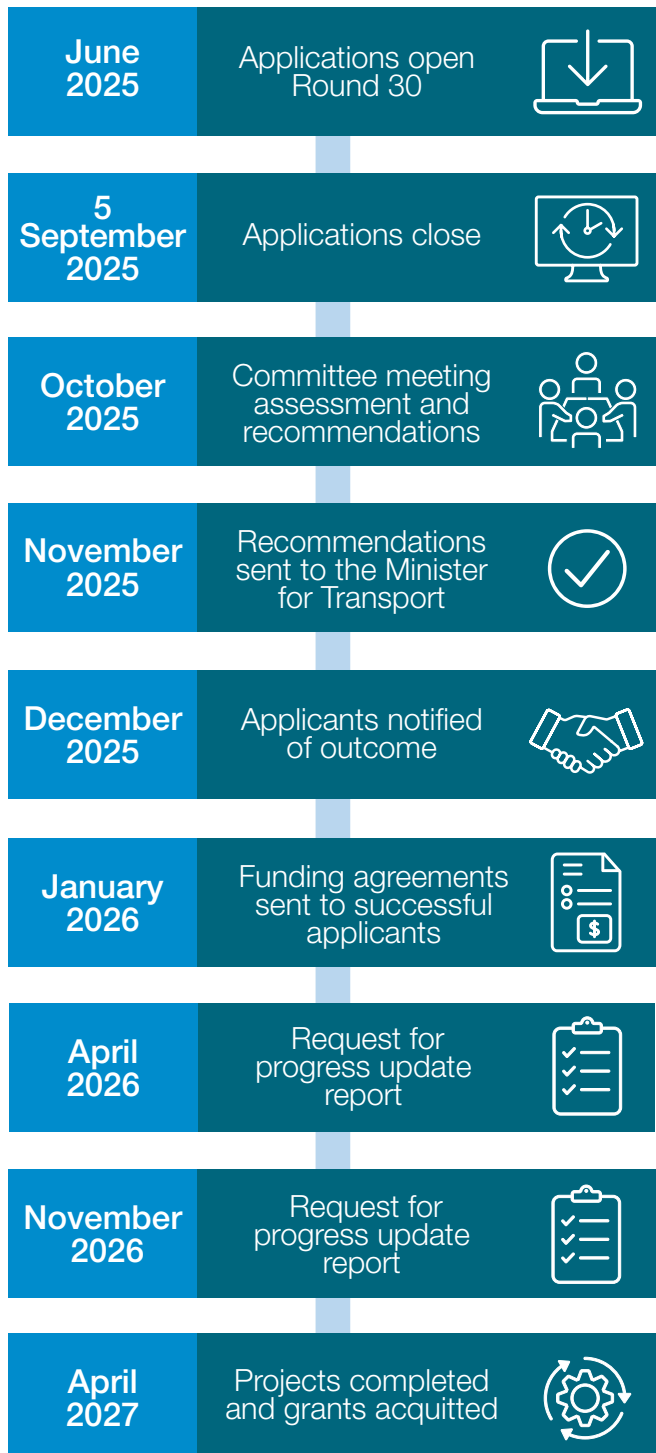 June
2025
Applications open
Round 30
5
September
2025
Applications close
October
2025
Committee meeting
assessment and
recommendations
November
2025
Recommendations
sent to the Minister
for Transport
December
2025
Applicants notified
of outcome
January
2026
Funding agreements
sent to successful
applicants
$
April
2026
Request for
progress update
report
November
2026
Request for
progress update
report
April
2027
Projects completed
and grants acquitted